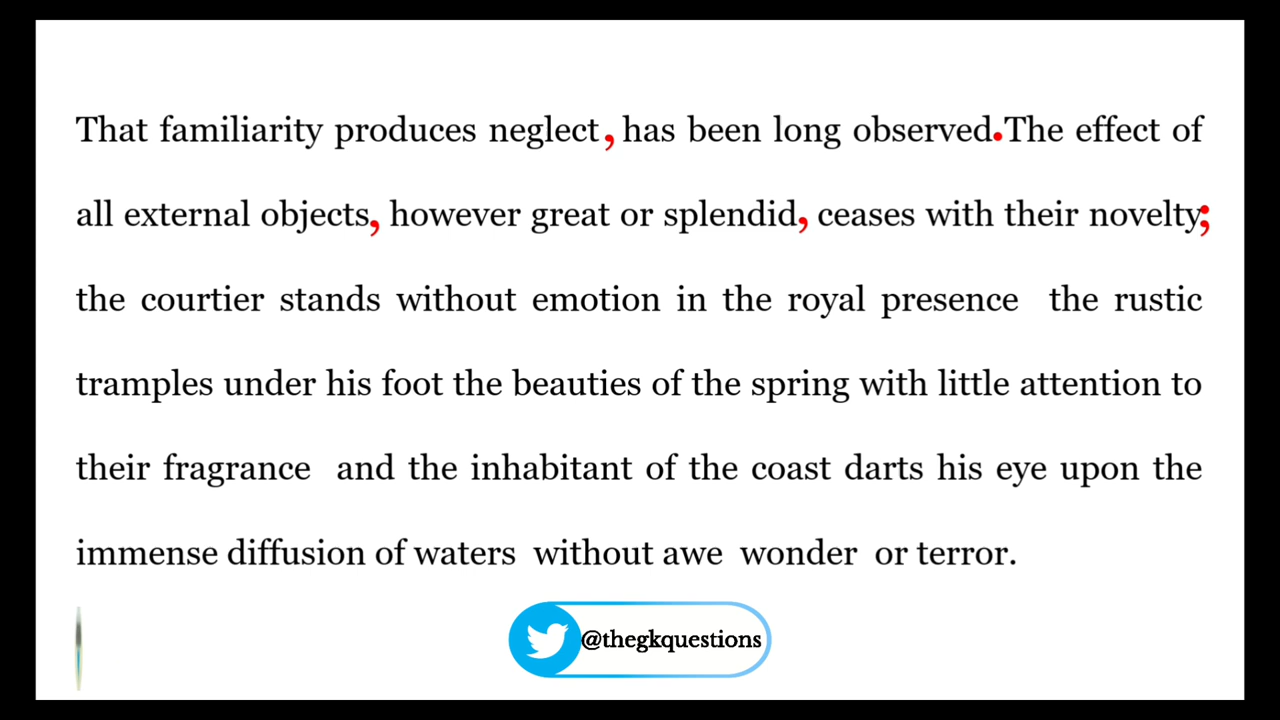 That familiarity produces neglect, has been long observed.The effect of
all external objects, however great or splendid, ceases with their novelty;
the courtier stands without emotion in the royal presence the rustic
tramples under his foot the beauties of the spring with little attention to
their fragrance and the inhabitant of the coast darts his eye upon the
immense diffusion of waters without awe wonder or terror.
@thegkquestions